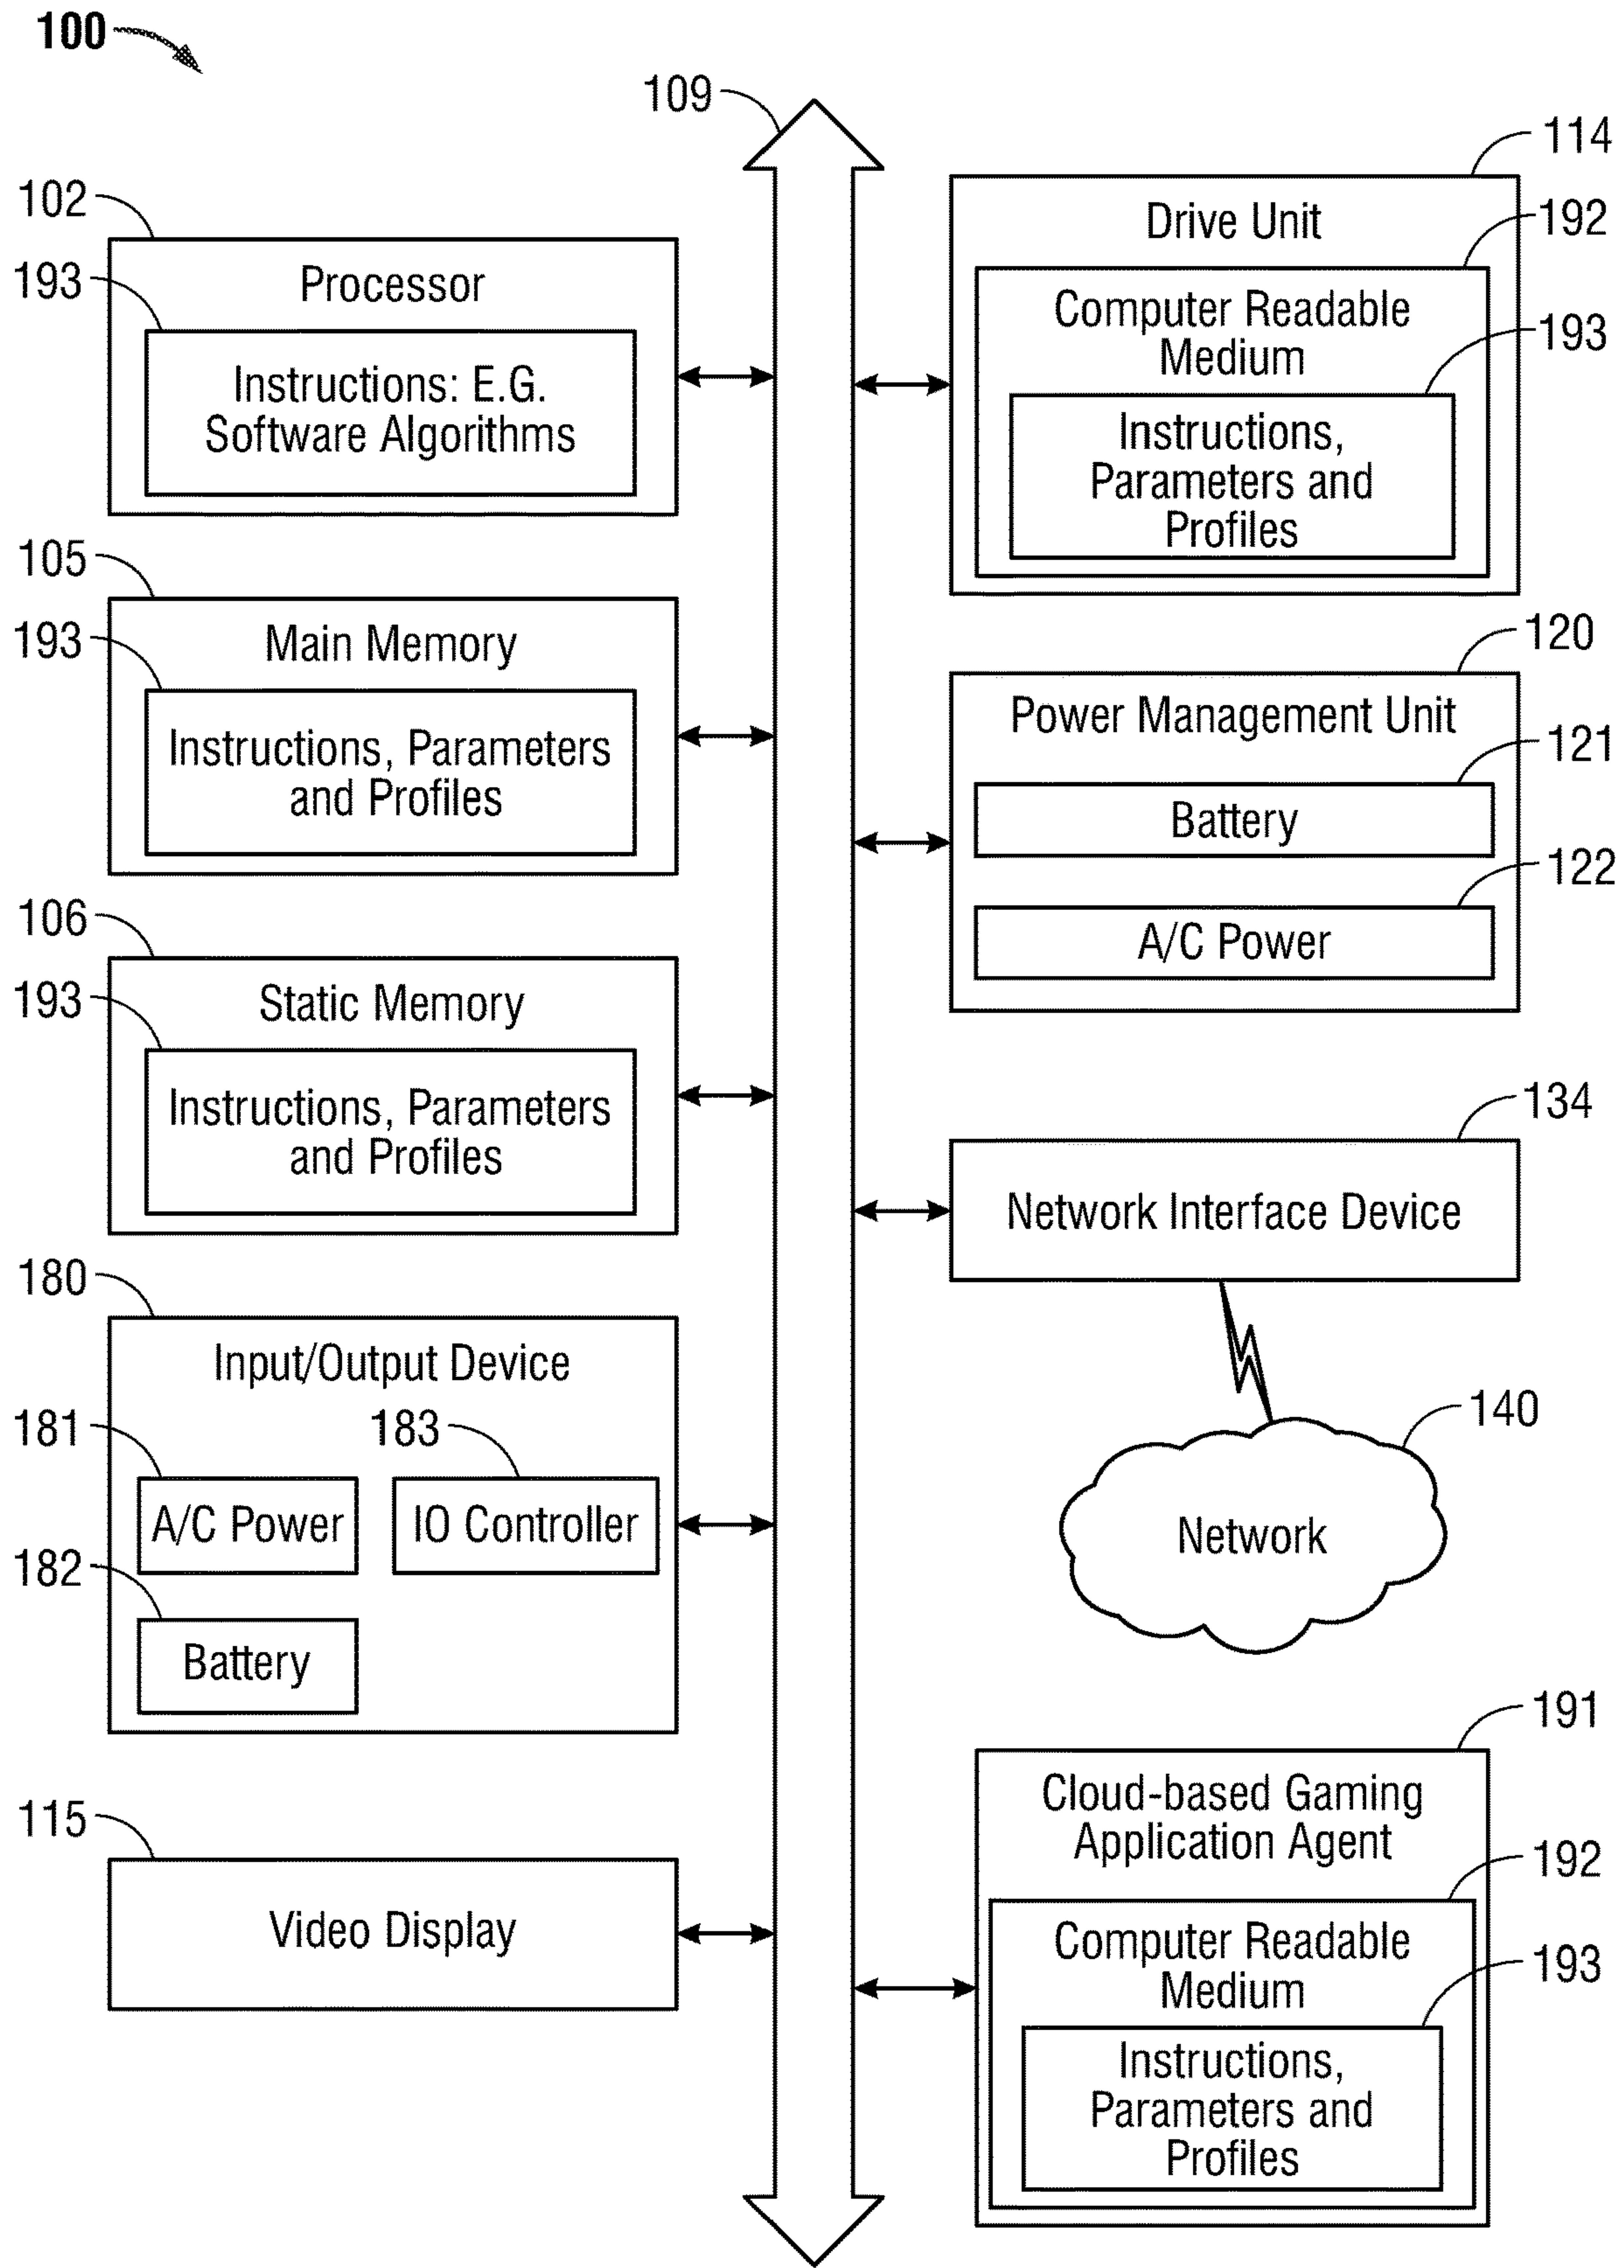 100
109
102
Processor
193
Instructions: E.G.
Software Algorithms
105
Main Memory
193
Instructions, Parameters
and Profiles
106
Static Memory
193
Instructions, Parameters
and Profiles
180
Input/Output Device
181
A/C Power
183
IO Controller
182
Battery
115
Video Display
114
Drive Unit
192
Computer Readable
Medium
193
Instructions,
Parameters and
Profiles
120
Power Management Unit
121
Battery
122
A/C Power
134
Network Interface Device
140
Network
191
Cloud-based Gaming
Application Agent
192
Computer Readable
Medium
193
Instructions,
Parameters and
Profiles